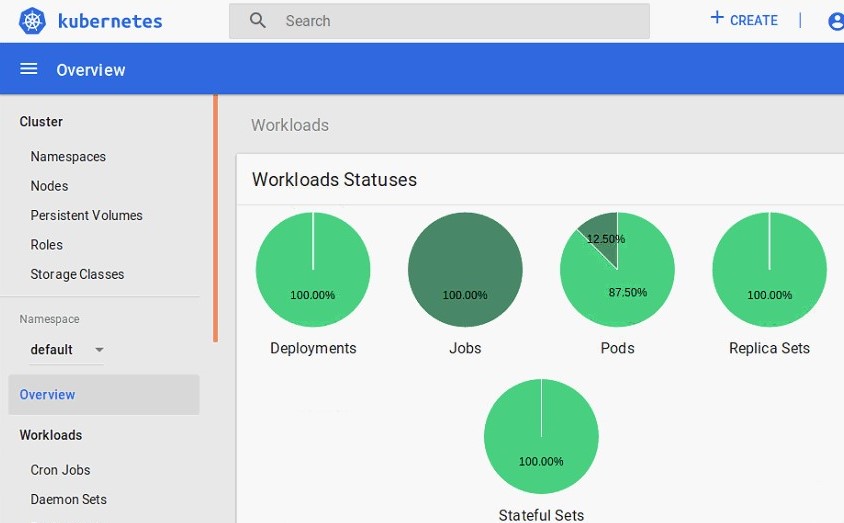 kubernetes
Search
+ CREATE |
Overview
Cluster
Namespaces
Nodes
Persistent Volumes
Roles
Storage Classes
Namespace
default
Overview
Workloads
Cron Jobs
Daemon Sets
Workloads
Workloads Statuses
100.00%
Deployments
100.00%
Jobs
12.50%
87.50%
Pods
100.00%
Replica Sets
100.00%
Stateful Sets